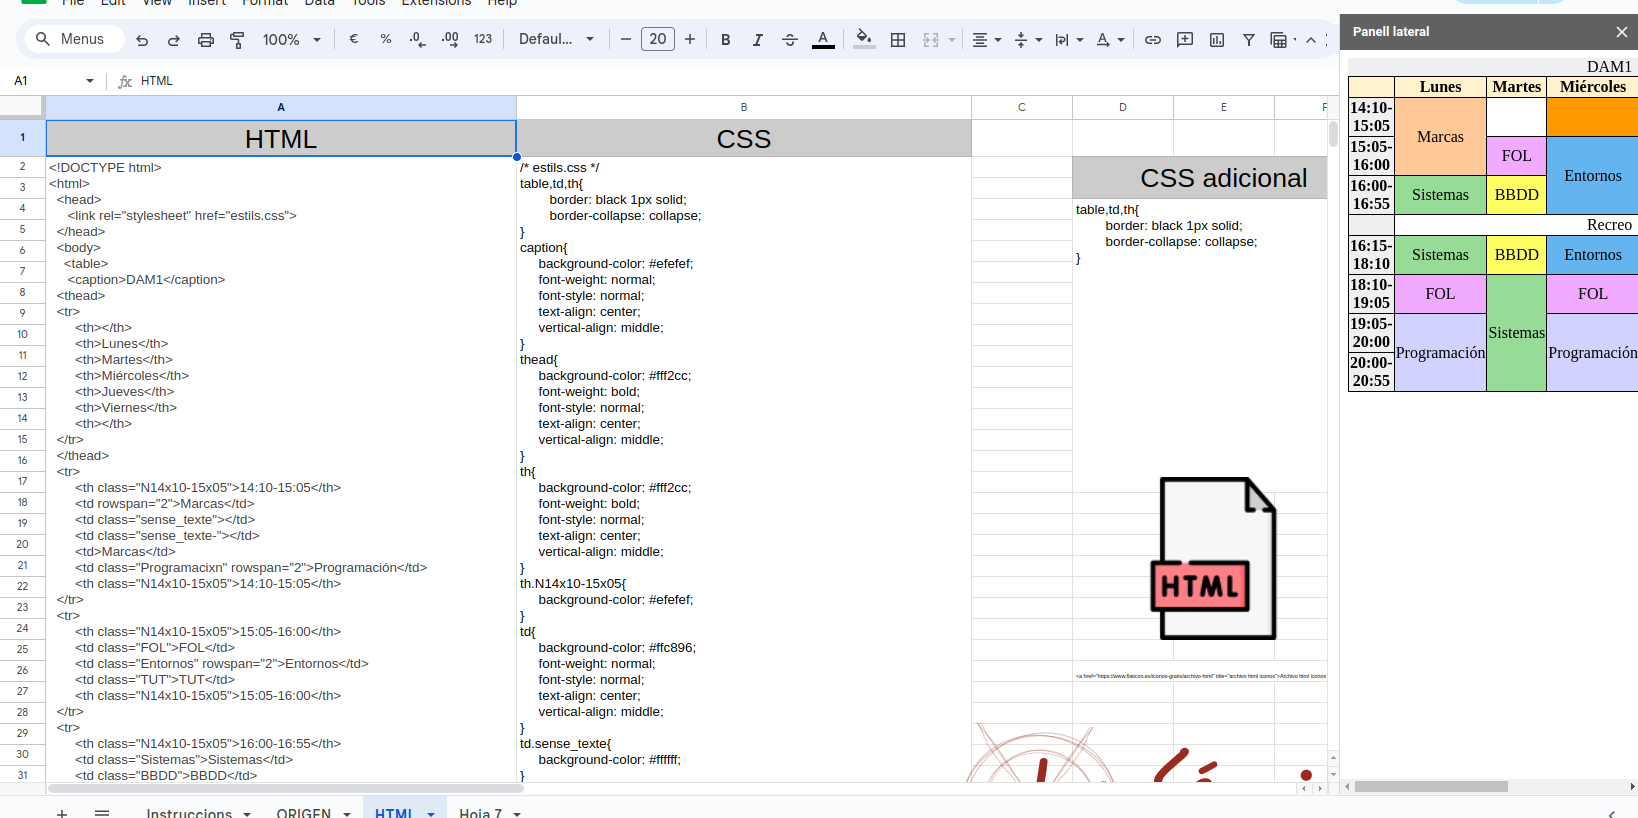 File Edit View Insert Format Data Tools Extensions Help
Menus 100% € % .0 .00 123 Defaul... 20 B I A
Panell lateral
A1 fx HTML
A B C D E F
1 HTML CSS
2
3
4
5
6
7
8
9
10
11
12
13
14
15
16
17
18
19
20
21
22
23
24
25
26
27
28
29
30
31
<!DOCTYPE html>
<html>
<head>
<link rel="stylesheet" href="estils.css">
</head>
<body>
<table>
<caption>DAM1</caption>
<thead>
<tr>
<th></th>
<th>Lunes</th>
<th>Martes</th>
<th>Miércoles</th>
<th>Jueves</th>
<th>Viernes</th>
<th></th>
</tr>
</thead>
<tr>
<th class="N14x10-15x05">14:10-15:05</th>
<td rowspan="2">Marcas</td>
<td class="sense_texte"></td>
<td class="sense_texte-"></td>
<td>Marcas</td>
<td class="Programacixn" rowspan="2">Programación</td>
<th class="N14x10-15x05">14:10-15:05</th>
</tr>
<tr>
<th class="N14x10-15x05">15:05-16:00</th>
<td class="FOL">FOL</td>
<td class="Entornos" rowspan="2">Entornos</td>
<td class="TUT">TUT</td>
<th class="N14x10-15x05">15:05-16:00</th>
</tr>
<tr>
<th class="N14x10-15x05">16:00-16:55</th>
<td class="Sistemas">Sistemas</td>
<td class="BBDD">BBDD</td>
/* estils.css */
table,td,th{
border: black 1px solid;
border-collapse: collapse;
}
caption{
background-color: #efefef;
font-weight: normal;
font-style: normal;
text-align: center;
vertical-align: middle;
}
thead{
background-color: #fff2cc;
font-weight: bold;
font-style: normal;
text-align: center;
vertical-align: middle;
}
th{
background-color: #fff2cc;
font-weight: bold;
font-style: normal;
text-align: center;
vertical-align: middle;
}
th.N14x10-15x05{
background-color: #efefef;
}
td{
background-color: #ffc896;
font-weight: normal;
font-style: normal;
text-align: center;
vertical-align: middle;
}
td.sense_texte{
background-color: #ffffff;
}
CSS adicional
table,td,th{
border: black 1px solid;
border-collapse: collapse;
}
HTML
<a href="https://www.flaticon.es/iconos-gratis/archivo-html" title="archivo html iconos">Archivo html iconos
DAM1
Lunes Martes Miércoles
14:10-
15:05
Marcas
15:05-
16:00
FOL
Entornos
16:00-
16:55
Sistemas BBDD
Recreo
16:15-
18:10
Sistemas BBDD Entornos
18:10-
19:05
FOL Sistemas FOL
19:05-
20:00
Programación Programación
20:00-
20:55
Instruccions ORIGEN HTML Hoja 7